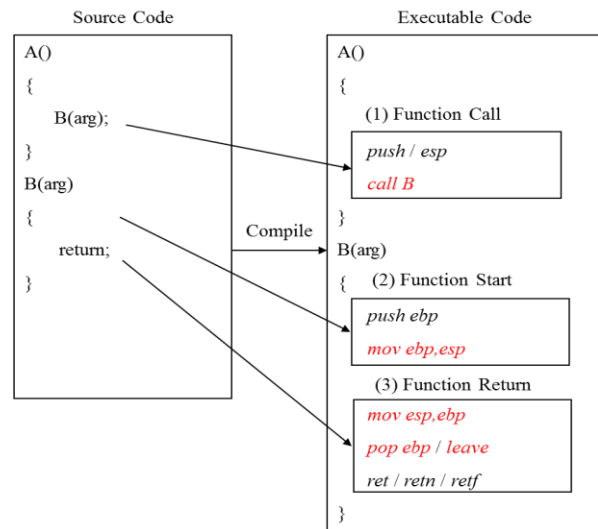 Source Code
A()
{
B(arg);
}
B(arg)
{
return;
}
Compile
Executable Code
A()
{
(1) Function Call
push / esp
call B
}
B(arg)
{
(2) Function Start
push ebp
mov ebp,esp
(3) Function Return
mov esp,ebp
pop ebp / leave
ret / retn / retf
}